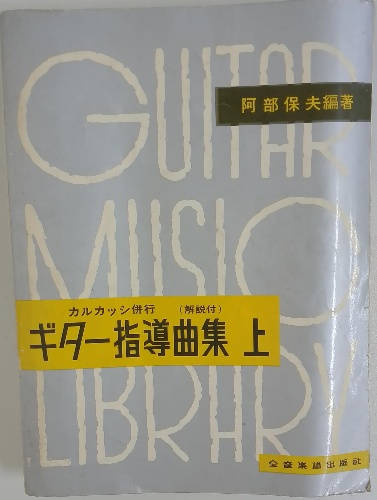 GUITAR
阿部保夫編著
MUSIC
カルカッシ併行 (解説付)
ギター指導曲集 上
LIBRARY
全音楽譜出版社